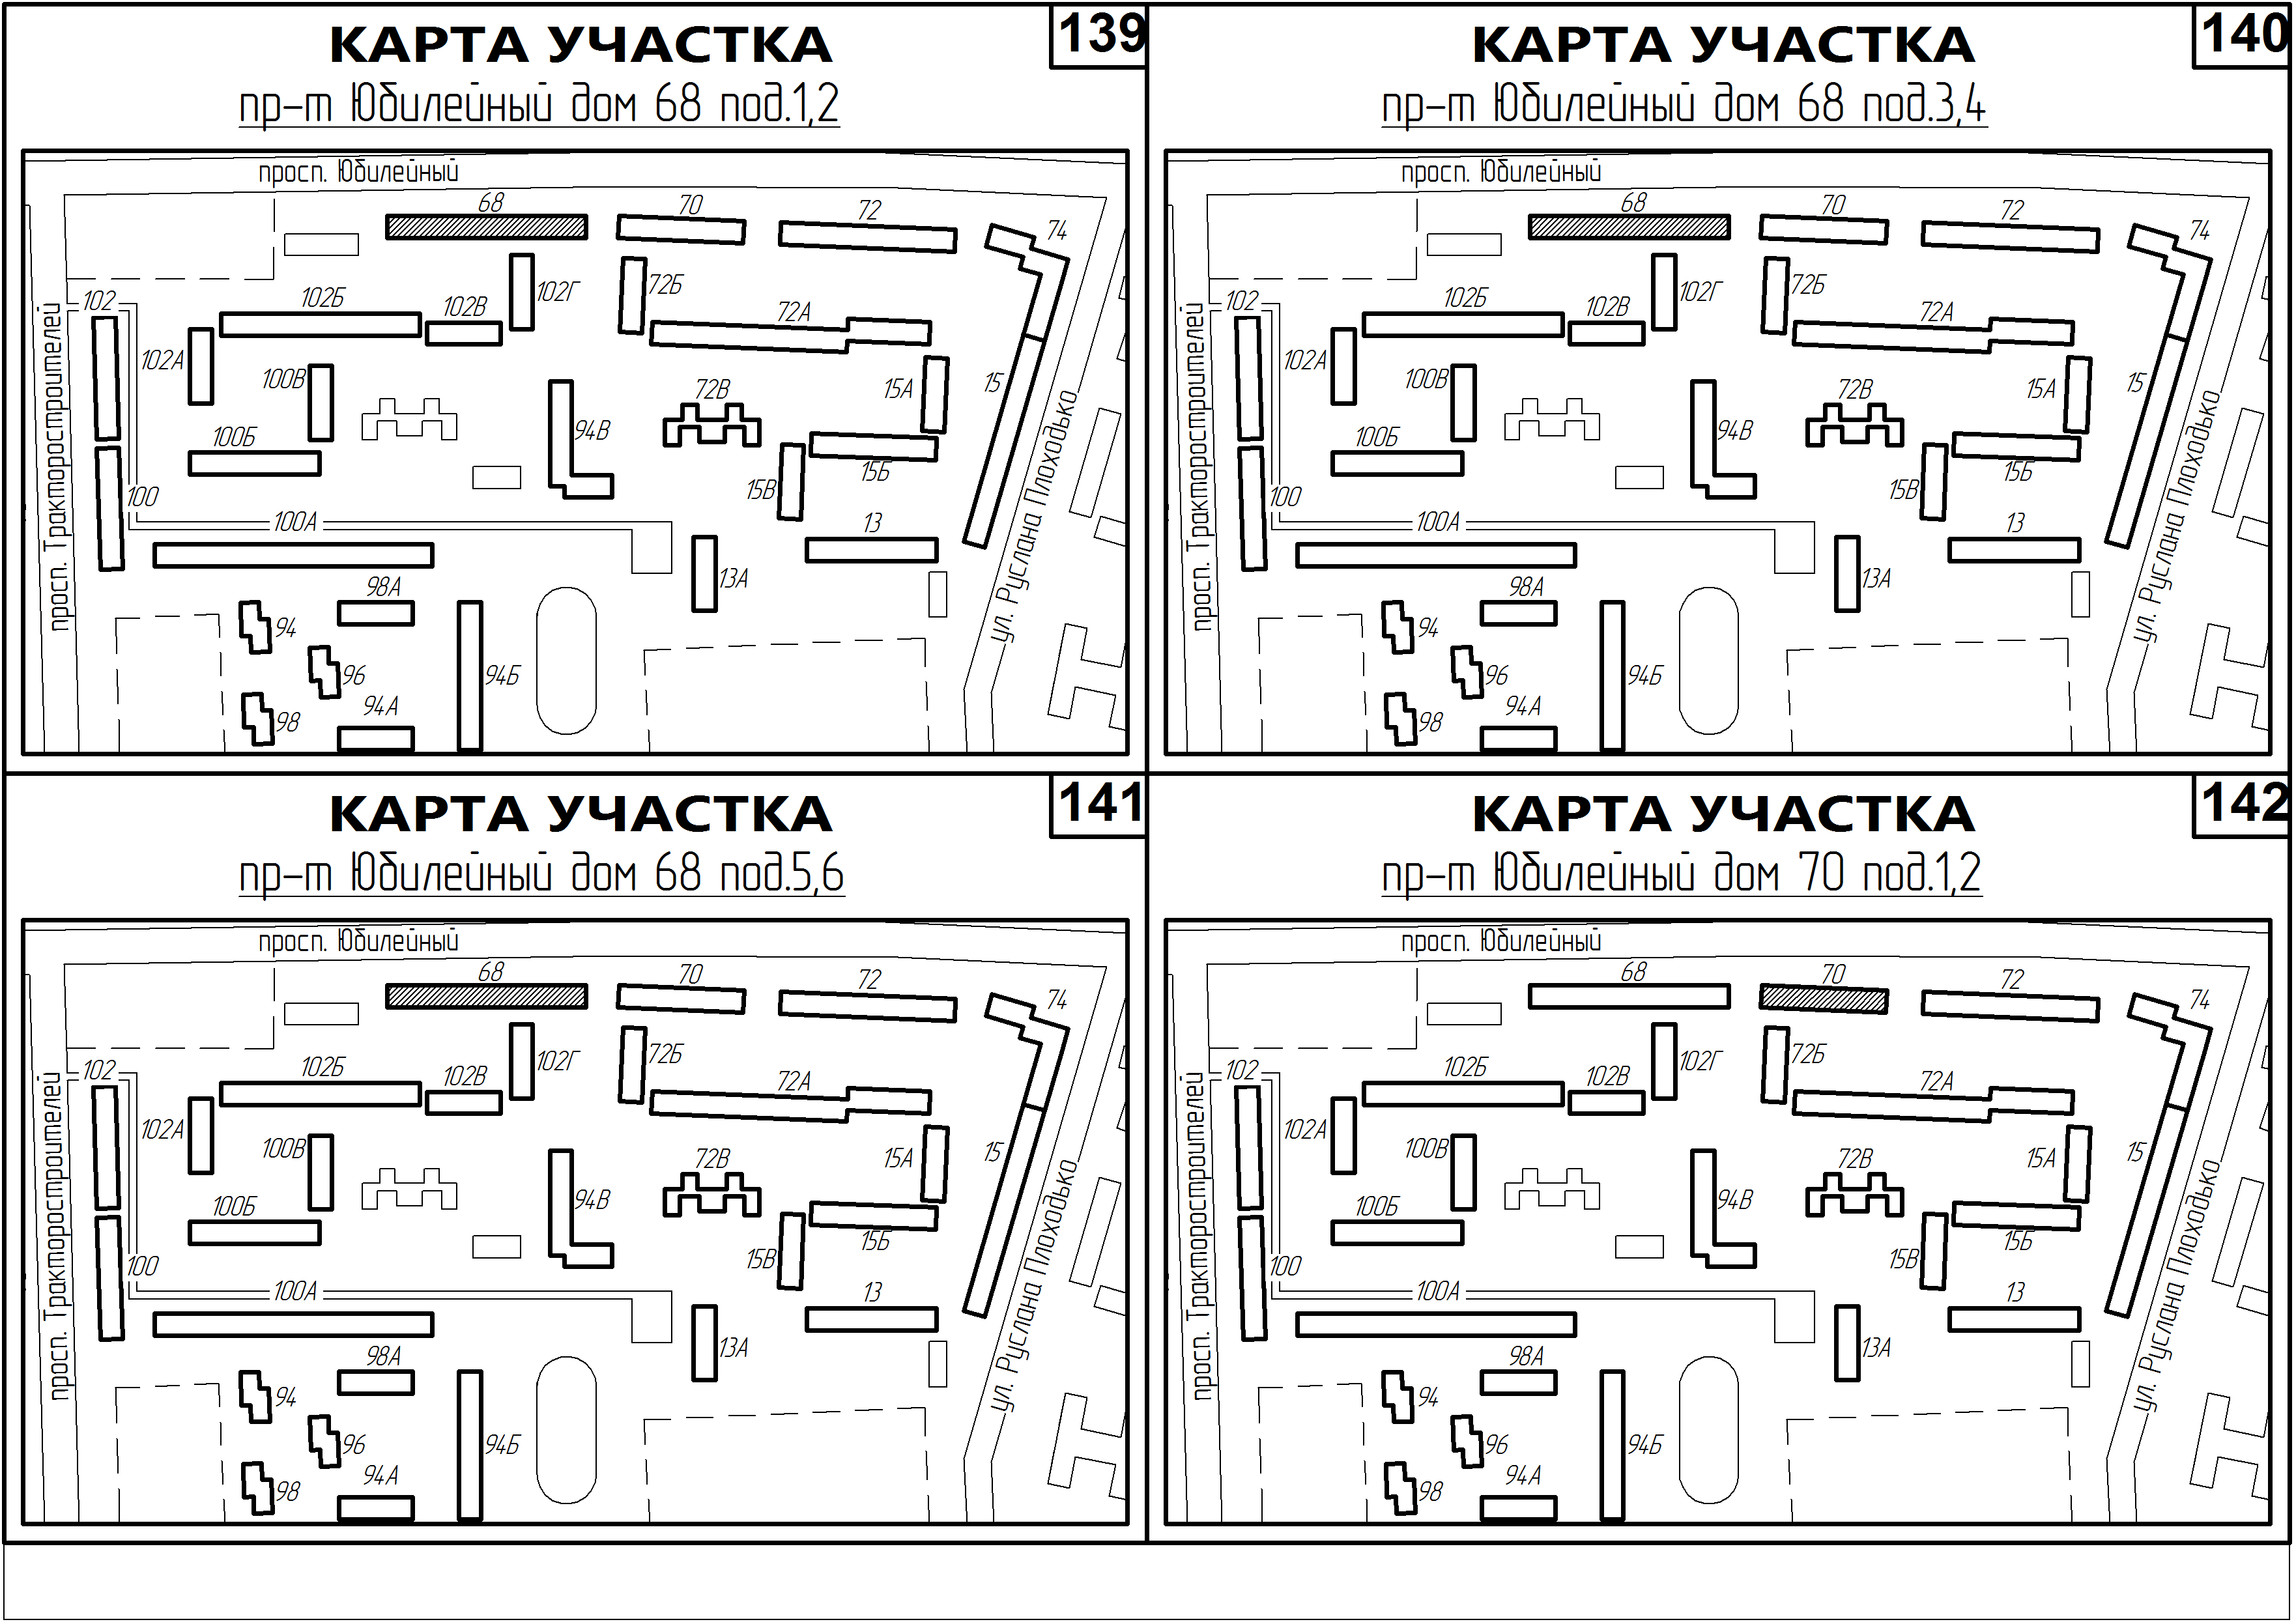 КАРТА УЧАСТКА
139
пр-т Юбилейный дом 68 под.1,2
просп. Юбилейный
68
70
72
74
102
102Б
102В
102Г
72Б
72А
просп. Тракторостроителей
102А
100В
72В
15А
15
100Б
94В
15Б
15В
100
100А
13
ул. Руслана Плоходько
98А
13А
94
96
94Б
98
94А
КАРТА УЧАСТКА
140
пр-т Юбилейный дом 68 под.3,4
просп. Юбилейный
68
70
72
74
102
102Б
102В
102Г
72Б
72А
просп. Тракторостроителей
102А
100В
72В
15А
15
100Б
94В
15Б
15В
100
100А
13
ул. Руслана Плоходько
98А
13А
94
96
94Б
98
94А
КАРТА УЧАСТКА
141
пр-т Юбилейный дом 68 под.5,6
просп. Юбилейный
68
70
72
74
102
102Б
102В
102Г
72Б
72А
просп. Тракторостроителей
102А
100В
72В
15А
15
100Б
94В
15Б
15В
100
100А
13
ул. Руслана Плоходько
98А
13А
94
96
94Б
98
94А
КАРТА УЧАСТКА
142
пр-т Юбилейный дом 70 под.1,2
просп. Юбилейный
68
70
72
74
102
102Б
102В
102Г
72Б
72А
просп. Тракторостроителей
102А
100В
72В
15А
15
100Б
94В
15Б
15В
100
100А
13
ул. Руслана Плоходько
98А
13А
94
96
94Б
98
94А